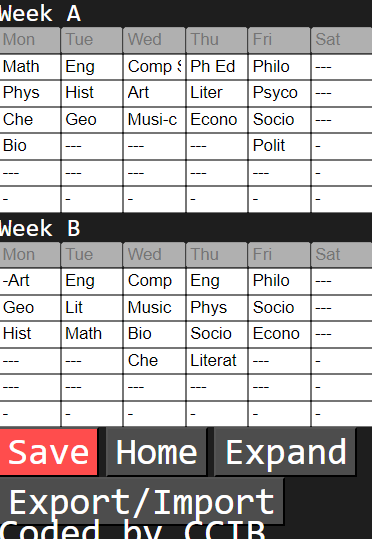 Week A
Mon Tue Wed Thu Fri Sat
Math Eng Comp Ph Ed Philo ---
Phys Hist Art Liter Psyco ---
Che Geo Musi-c Econo Socio ---
Bio --- --- --- Polit -
--- --- --- --- --- -
- - - - - -
Week B
Mon Tue Wed Thu Fri Sat
-Art Eng Comp Eng Philo ---
Geo Lit Music Phys Socio ---
Hist Math Bio Socio Econo ---
--- --- Che Literat --- -
--- --- --- --- --- -
- - - - - -
Save Home Expand
Export/Import
Coded by CCIB